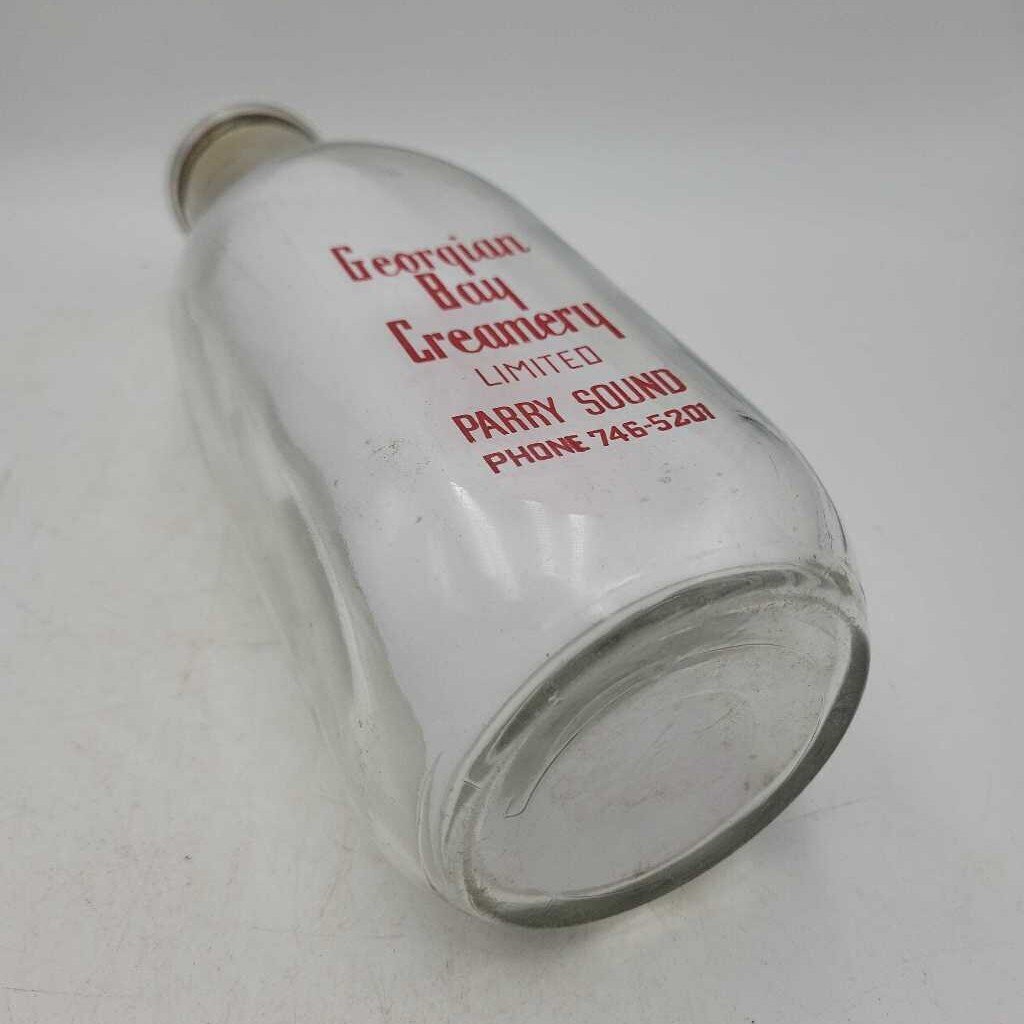 Georgian
Bay
Creamery
LIMITED
PARRY SOUND
PHONE 746-5201